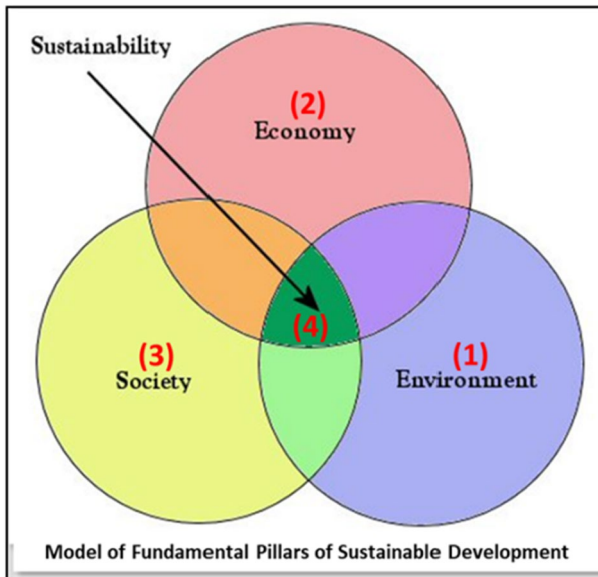 Sustainability
(2)
Economy
(4)
(3)
Society
(1)
Environment
Model of Fundamental Pillars of Sustainable Development